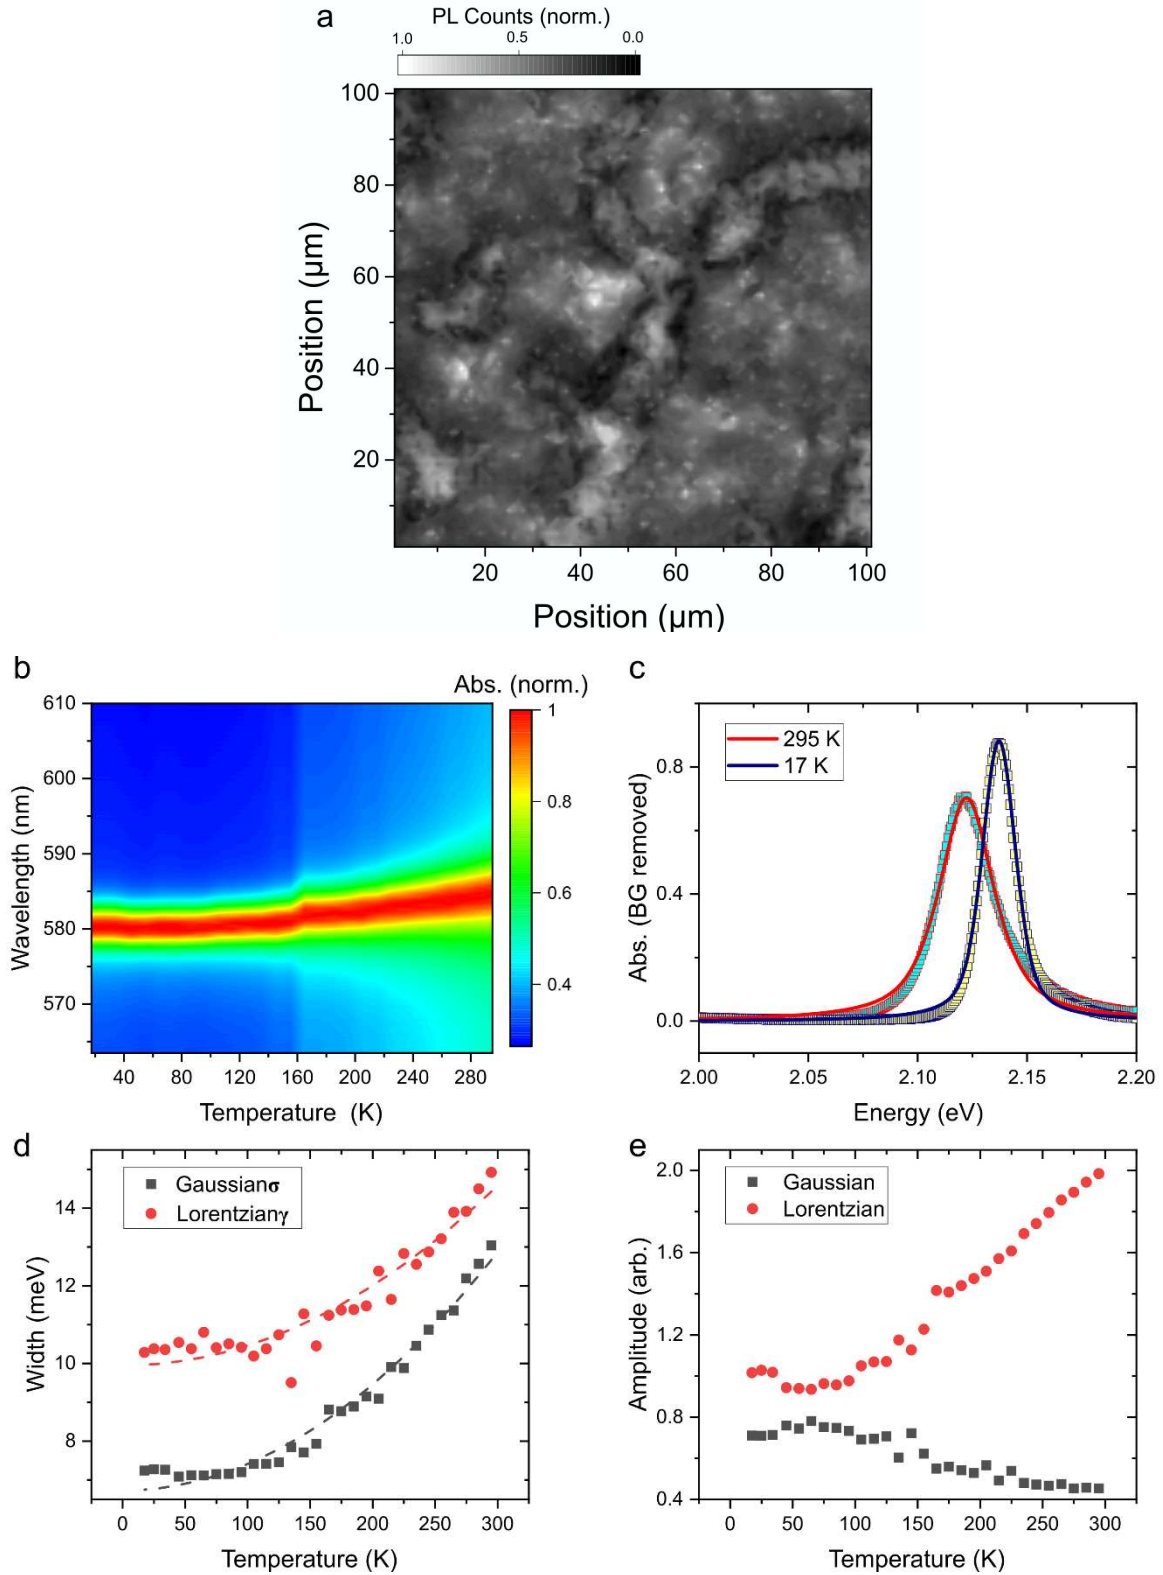 a
PL Counts (norm.)
1.0 0.5 0.0
100
80
60
40
20
Position (µm)
20 40 60 80 100
Position (µm)
b
Abs. (norm.)
610
600
590
580
570
Wavelength (nm)
40 80 120 160 200 240 280
Temperature (K)
1
0.8
0.6
0.4
c
295 K
17 K
0.8
0.4
0.0
Abs. (BG removed)
2.00 2.05 2.10 2.15 2.20
Energy (eV)
d
Gaussianσ
Lorentzianγ
14
12
10
8
Width (meV)
0 50 100 150 200 250 300
Temperature (K)
e
Gaussian
Lorentzian
2.0
1.6
1.2
0.8
0.4
Amplitude (arb.)
0 50 100 150 200 250 300
Temperature (K)